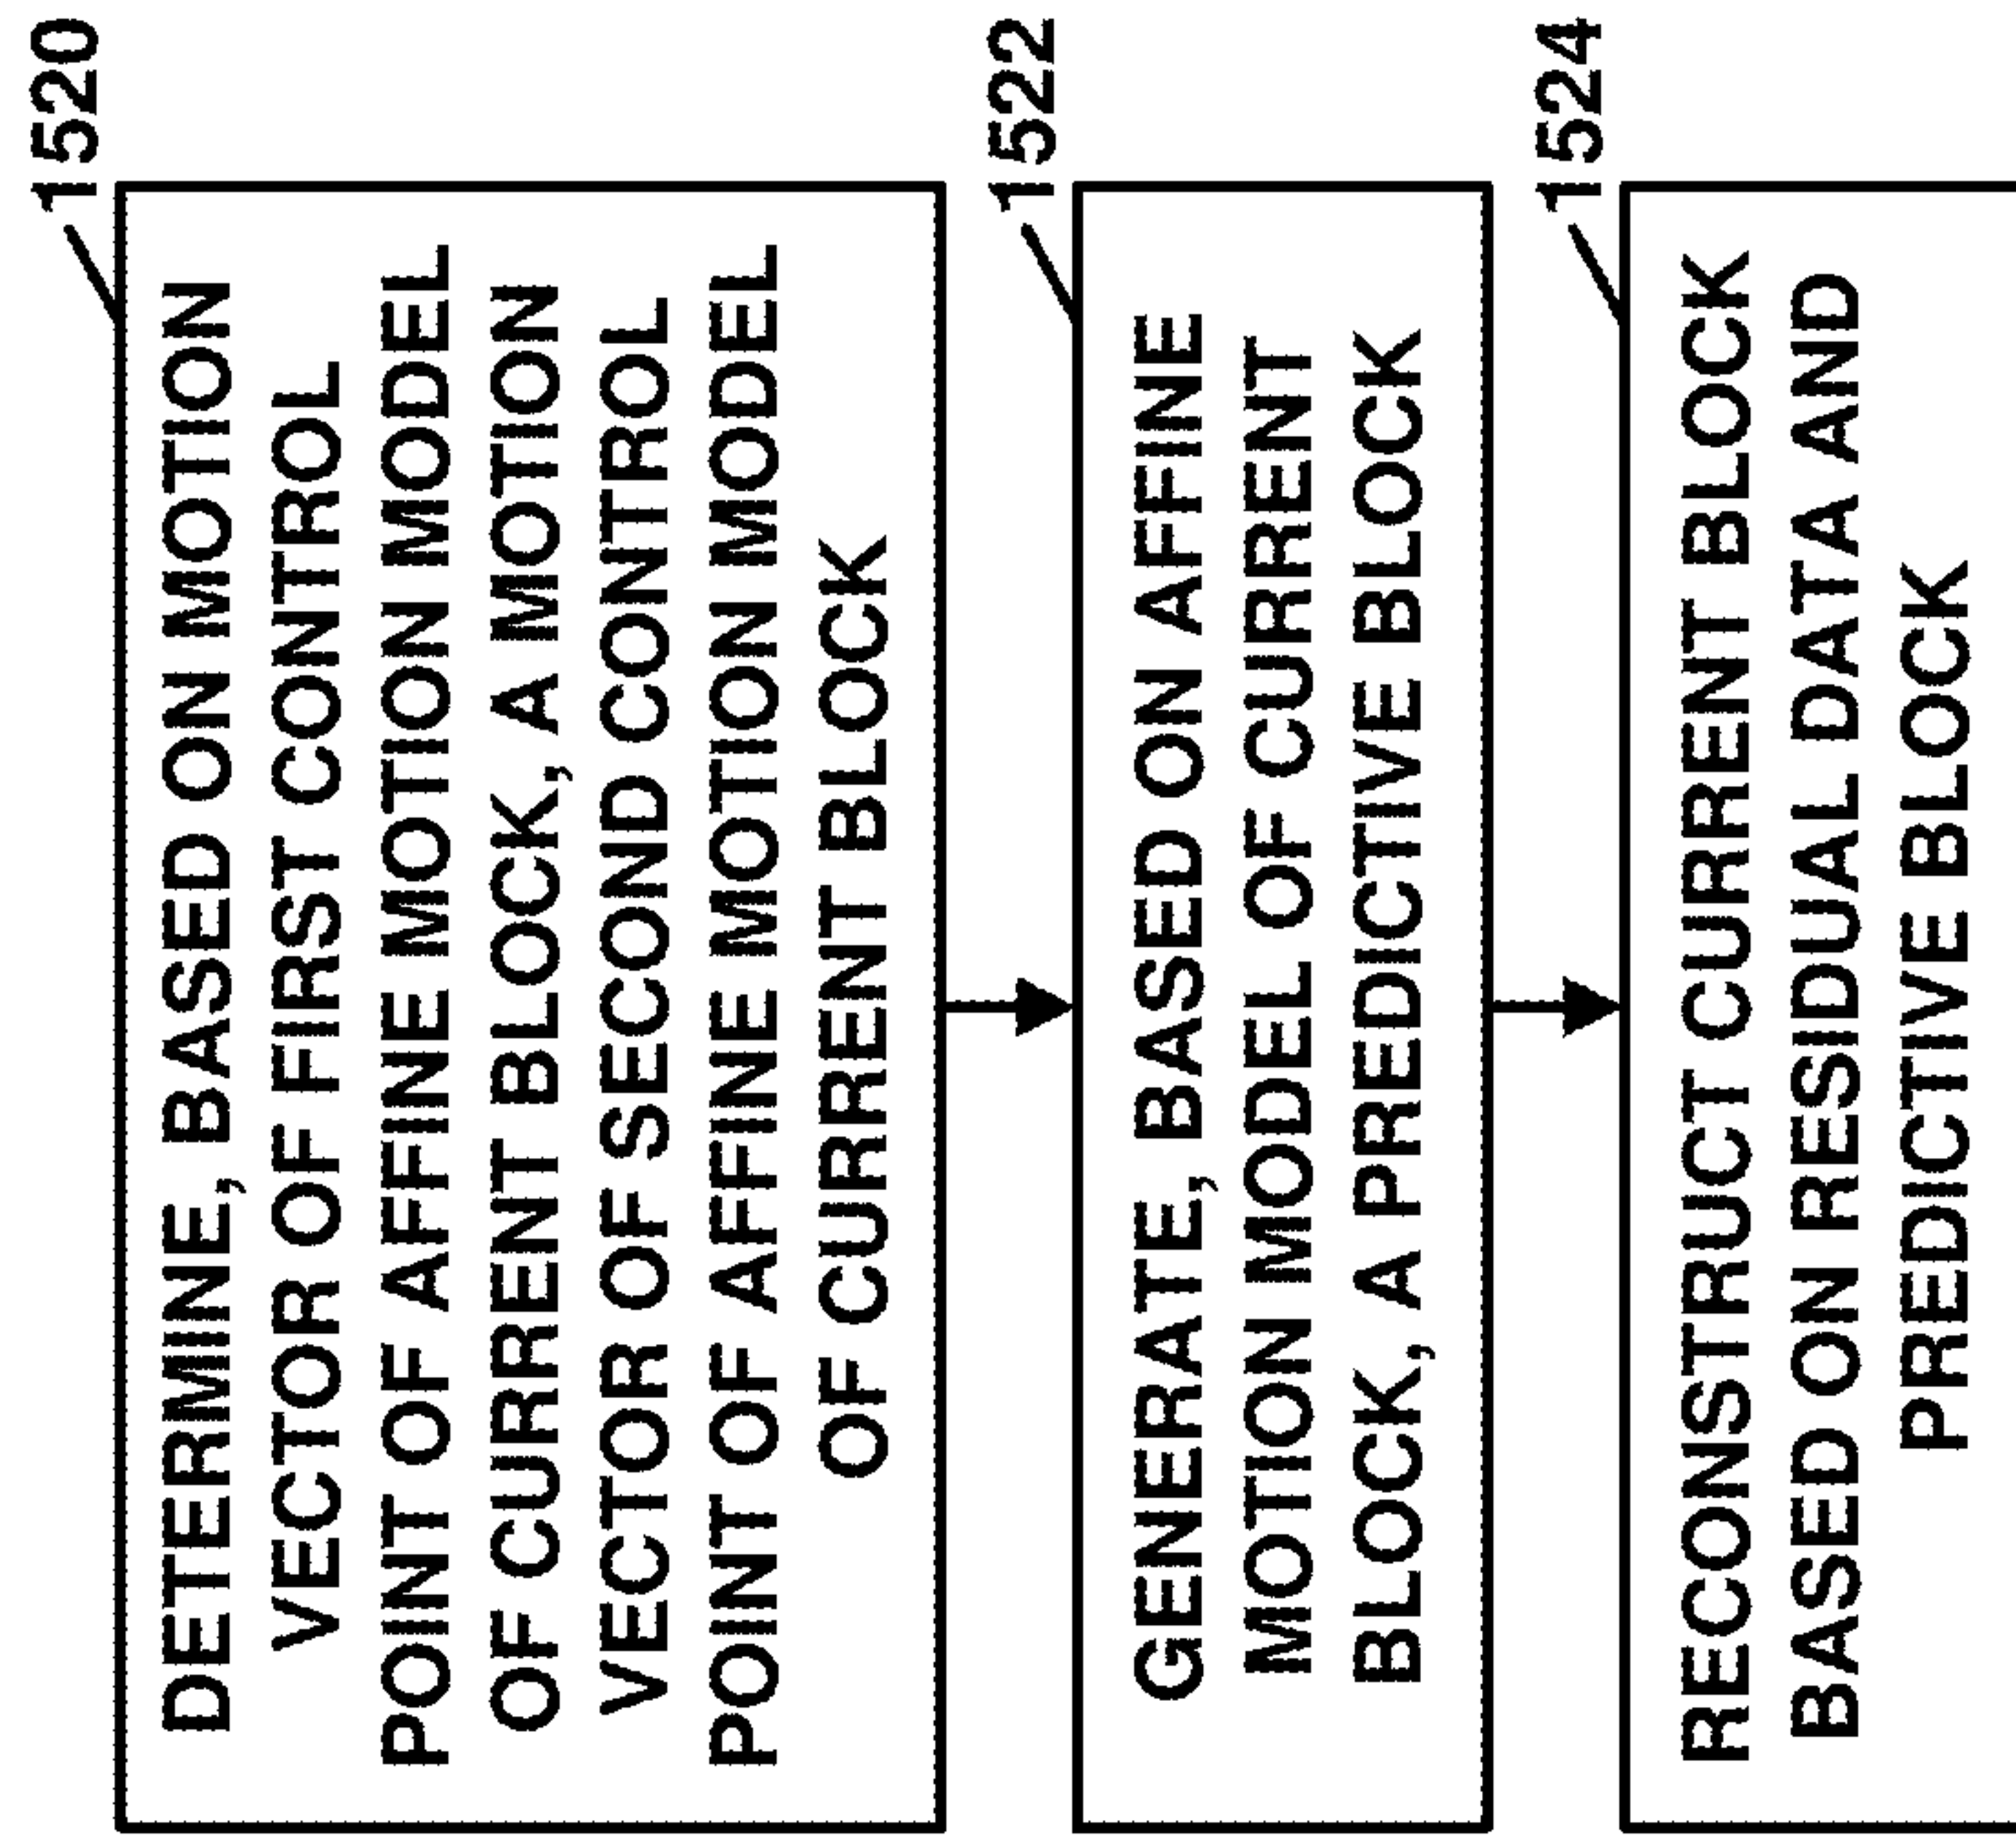 1520
DETERMINE, BASED ON MOTION
VECTOR OF FIRST CONTROL
POINT OF AFFINE MOTION MODEL
OF CURRENT BLOCK, A MOTION
VECTOR OF SECOND CONTROL
POINT OF AFFINE MOTION MODEL
OF CURRENT BLOCK
1522
GENERATE, BASED ON AFFINE
MOTION MODEL OF CURRENT
BLOCK, A PREDICTIVE BLOCK
1524
RECONSTRUCT CURRENT BLOCK
BASED ON RESIDUAL DATA AND
PREDICTIVE BLOCK